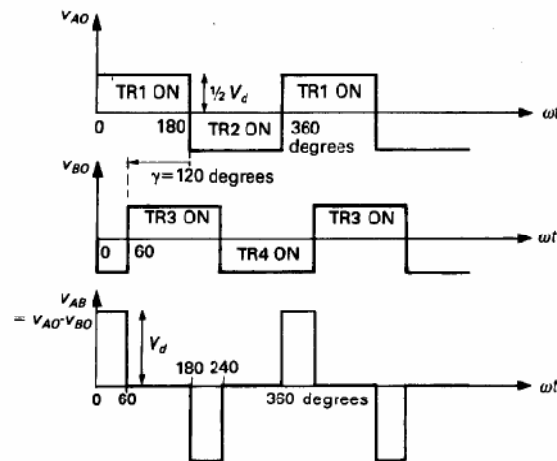 v_AO
TR1 ON
½ V_d
TR1 ON
ωt
0
180
TR2 ON
360
degrees
γ=120 degrees
v_BO
TR3 ON
TR3 ON
ωt
0
60
TR4 ON
v_AB
= v_AO-v_BO
V_d
180 240
ωt
0
60
360 degrees